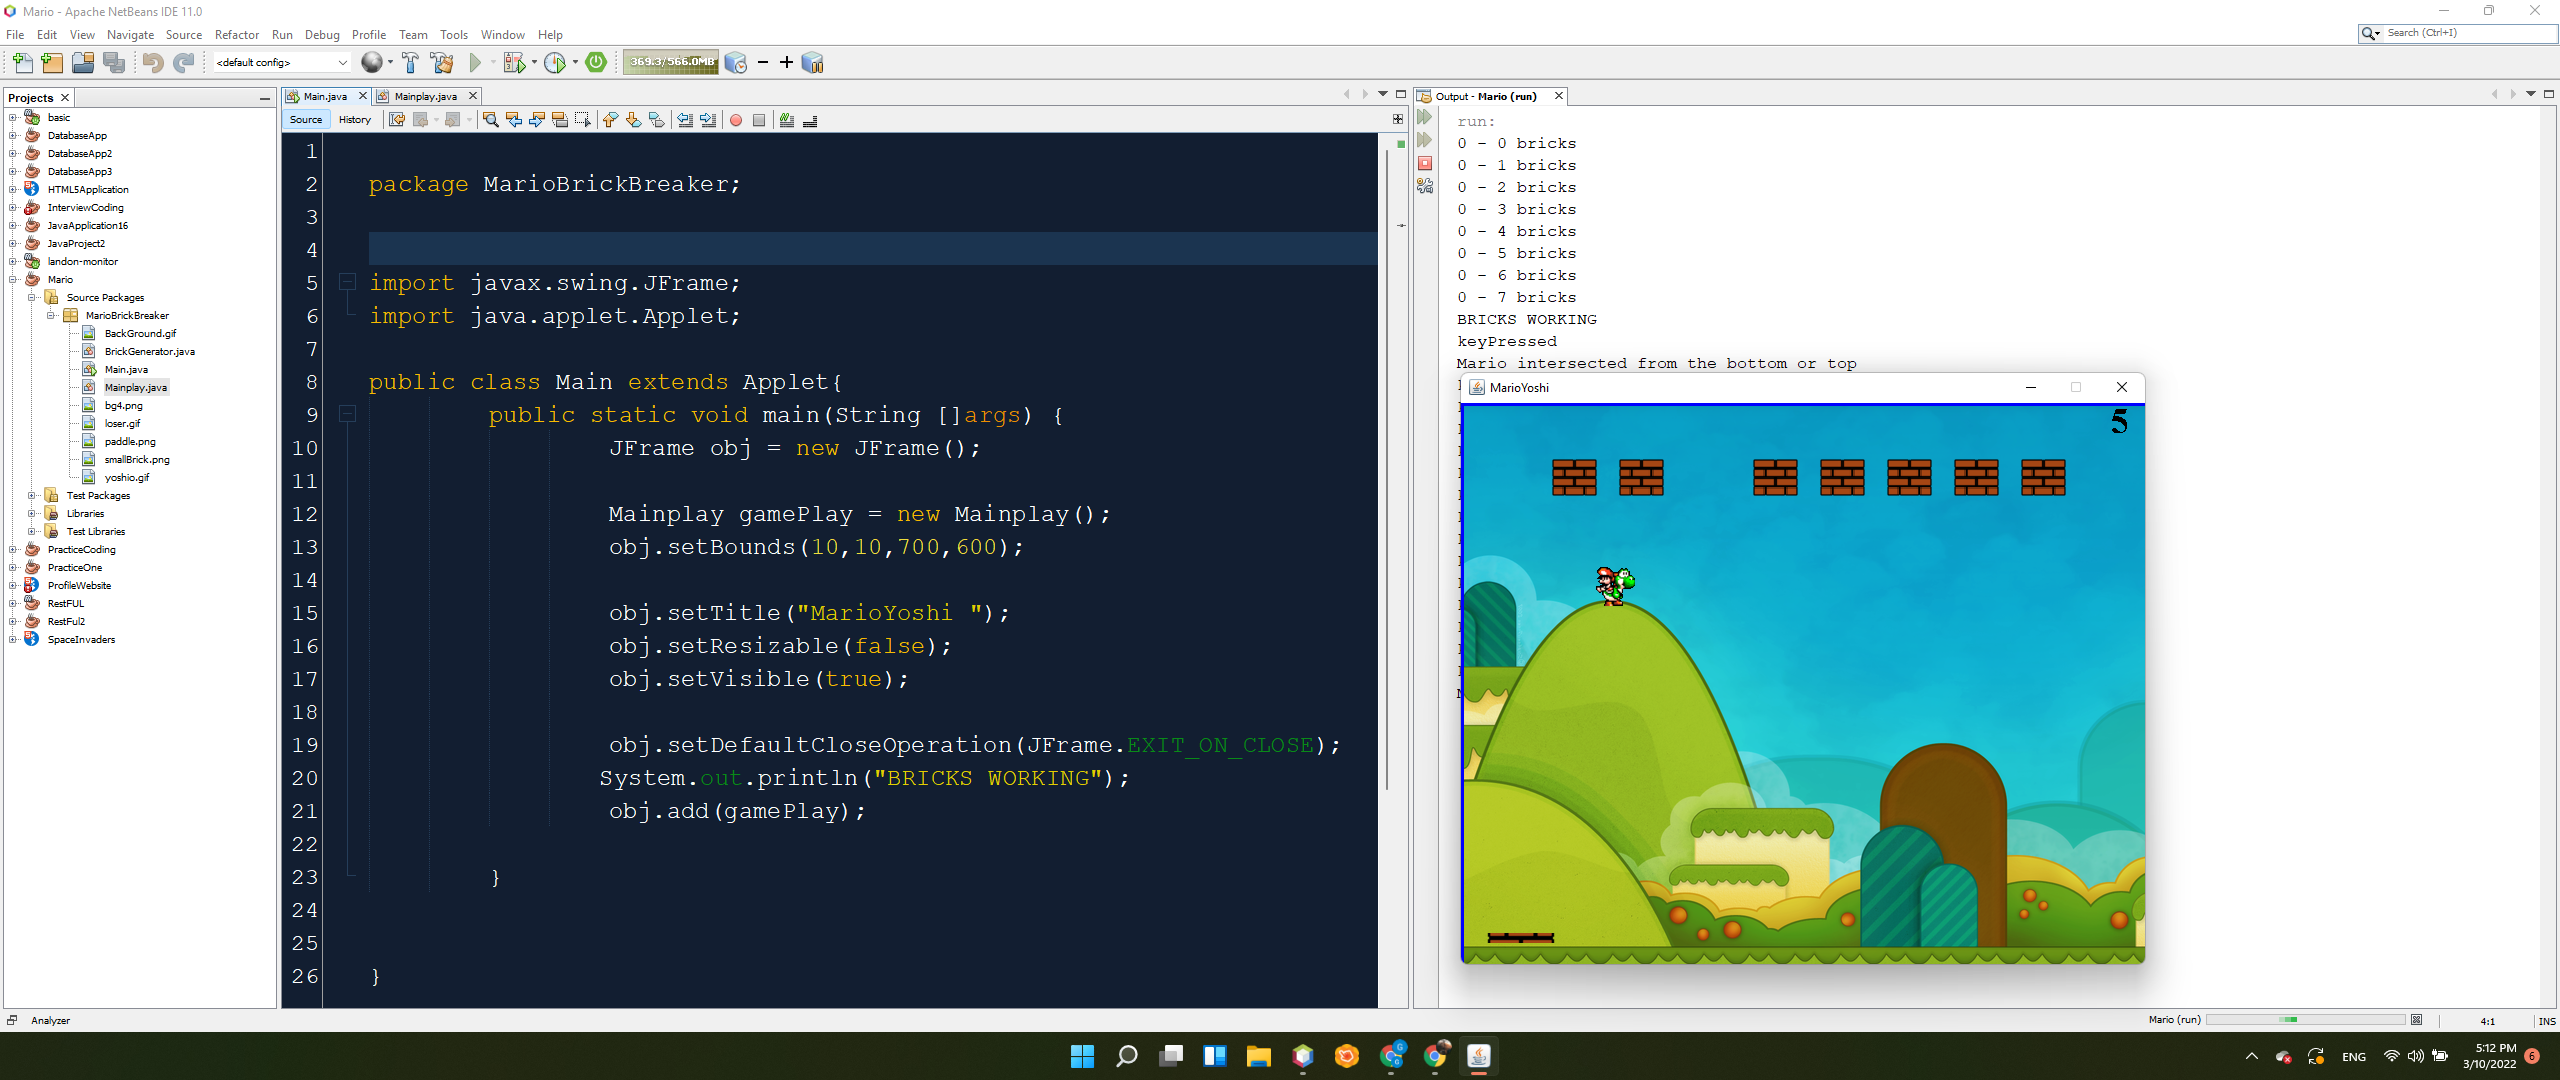 Mario - Apache NetBeans IDE 11.0
File Edit View Navigate Source Refactor Run Debug Profile Team Tools Window Help
Search (Ctrl+I)
<default config>
369.3/566.0MB
Projects
basic
DatabaseApp
DatabaseApp2
DatabaseApp3
HTML5Application
InterviewCoding
JavaApplication16
JavaProject2
landon-monitor
Mario
Source Packages
MarioBrickBreaker
BackGround.gif
BrickGenerator.java
Main.java
Mainplay.java
bg4.png
loser.gif
paddle.png
smallBrick.png
yoshio.gif
Test Packages
Libraries
Test Libraries
PracticeCoding
PracticeOne
ProfileWebsite
RestFUL
RestFul2
SpaceInvaders
Main.java Mainplay.java
Source History
1
2 package MarioBrickBreaker;
3
4
5 import javax.swing.JFrame;
6 import java.applet.Applet;
7
8 public class Main extends Applet{
9 public static void main(String []args) {
10 JFrame obj = new JFrame();
11
12 Mainplay gamePlay = new Mainplay();
13 obj.setBounds(10,10,700,600);
14
15 obj.setTitle("MarioYoshi ");
16 obj.setResizable(false);
17 obj.setVisible(true);
18
19 obj.setDefaultCloseOperation(JFrame.EXIT_ON_CLOSE);
20 System.out.println("BRICKS WORKING");
21 obj.add(gamePlay);
22
23 }
24
25
26 }
Output - Mario (run)
run:
0 - 0 bricks
0 - 1 bricks
0 - 2 bricks
0 - 3 bricks
0 - 4 bricks
0 - 5 bricks
0 - 6 bricks
0 - 7 bricks
BRICKS WORKING
keyPressed
Mario intersected from the bottom or top
MarioYoshi
5
Analyzer
Mario (run)
4:1
INS
ENG
5:12 PM
3/10/2022
6